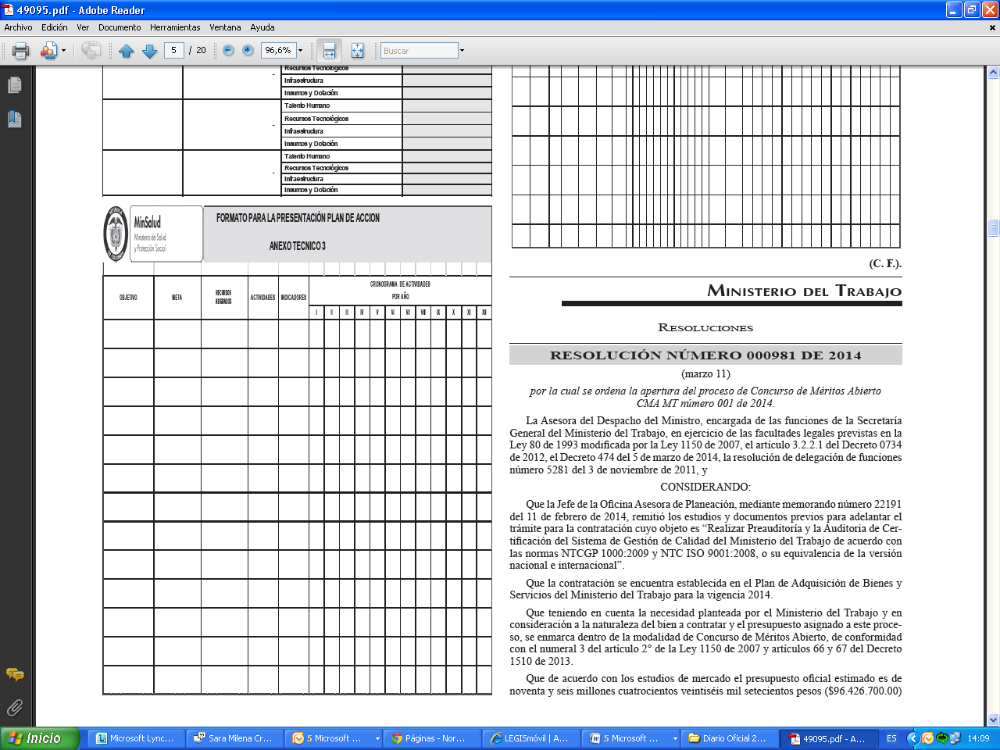 49095.pdf - Adobe Reader
Archivo Edición Ver Documento Herramientas Ventana Ayuda
5 / 20 96,6% Buscar
Recursos Tecnológicos
Infraestructura
Insumos y Dotación
Talento Humano
Recursos Tecnológicos
Infraestructura
Insumos y Dotación
Talento Humano
Recursos Tecnológicos
Infraestructura
Insumos y Dotación
MinSalud
Ministerio de Salud
y Protección Social
FORMATO PARA LA PRESENTACIÓN PLAN DE ACCION
ANEXO TECNICO 3
OBJETIVO META RECURSOS ASIGNADOS ACTIVIDADES INDICADORES CRONOGRAMA DE ACTIVIDADES
POR AÑO
I II III IV V VI VII VIII IX X XI XII
(C. F.).
MINISTERIO DEL TRABAJO
RESOLUCIONES
RESOLUCIÓN NÚMERO 000981 DE 2014
(marzo 11)
por la cual se ordena la apertura del proceso de Concurso de Méritos Abierto
CMA MT número 001 de 2014.
La Asesora del Despacho del Ministro, encargada de las funciones de la Secretaría
General del Ministerio del Trabajo, en ejercicio de las facultades legales previstas en la
Ley 80 de 1993 modificada por la Ley 1150 de 2007, el artículo 3.2.2.1 del Decreto 0734
de 2012, el Decreto 474 del 5 de marzo de 2014, la resolución de delegación de funciones
número 5281 del 3 de noviembre de 2011, y
CONSIDERANDO:
Que la Jefe de la Oficina Asesora de Planeación, mediante memorando número 22191
del 11 de febrero de 2014, remitió los estudios y documentos previos para adelantar el
trámite para la contratación cuyo objeto es “Realizar Preauditoría y la Auditoría de Cer-
tificación del Sistema de Gestión de Calidad del Ministerio del Trabajo de acuerdo con
las normas NTCGP 1000:2009 y NTC ISO 9001:2008, o su equivalencia de la versión
nacional e internacional”.
Que la contratación se encuentra establecida en el Plan de Adquisición de Bienes y
Servicios del Ministerio del Trabajo para la vigencia 2014.
Que teniendo en cuenta la necesidad planteada por el Ministerio del Trabajo y en
consideración a la naturaleza del bien a contratar y el presupuesto asignado a este proce-
so, se enmarca dentro de la modalidad de Concurso de Méritos Abierto, de conformidad
con el numeral 3 del artículo 2° de la Ley 1150 de 2007 y artículos 66 y 67 del Decreto
1510 de 2013.
Que de acuerdo con los estudios de mercado el presupuesto oficial estimado es de
noventa y seis millones cuatrocientos veintiséis mil setecientos pesos ($96.426.700.00)
Inicio Microsoft Lync... Sara Milena Cr... 5 Microsoft ... Páginas - Nor... LEGISmóvil | A... 5 Microsoft ... Diario Oficial 2... 49095.pdf - A... ES 14:09